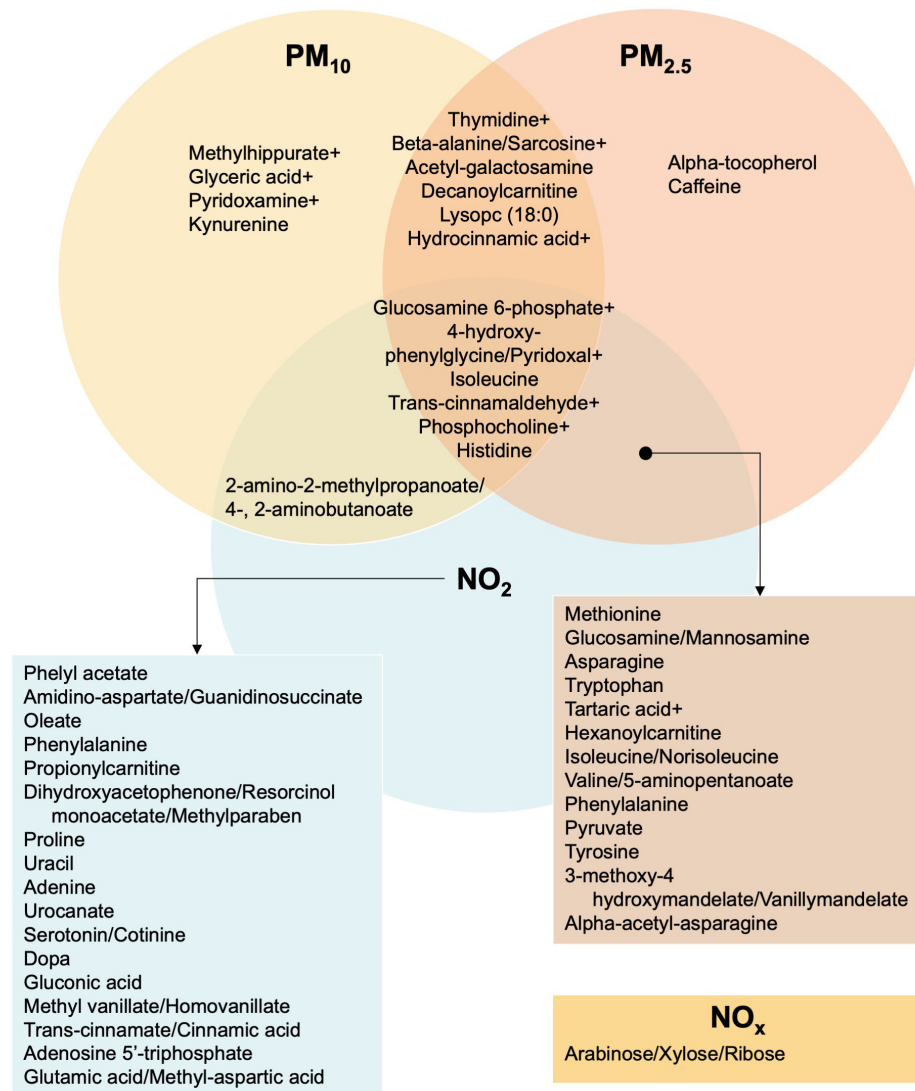 PM10
PM2.5
Methylhippurate+
Glyceric acid+
Pyridoxamine+
Kynurenine
Thymidine+
Beta-alanine/Sarcosine+
Acetyl-galactosamine
Decanoylcarnitine
Lysopc (18:0)
Hydrocinnamic acid+
Alpha-tocopherol
Caffeine
Glucosamine 6-phosphate+
4-hydroxy-
phenylglycine/Pyridoxal+
Isoleucine
Trans-cinnamaldehyde+
Phosphocholine+
Histidine
2-amino-2-methylpropanoate/
4-, 2-aminobutanoate
NO2
Phelyl acetate
Amidino-aspartate/Guanidinosuccinate
Oleate
Phenylalanine
Propionylcarnitine
Dihydroxyacetophenone/Resorcinol
monoacetate/Methylparaben
Proline
Uracil
Adenine
Urocanate
Serotonin/Cotinine
Dopa
Gluconic acid
Methyl vanillate/Homovanillate
Trans-cinnamate/Cinnamic acid
Adenosine 5'-triphosphate
Glutamic acid/Methyl-aspartic acid
Methionine
Glucosamine/Mannosamine
Asparagine
Tryptophan
Tartaric acid+
Hexanoylcarnitine
Isoleucine/Norisoleucine
Valine/5-aminopentanoate
Phenylalanine
Pyruvate
Tyrosine
3-methoxy-4
hydroxymandelate/Vanillymandelate
Alpha-acetyl-asparagine
NOx
Arabinose/Xylose/Ribose